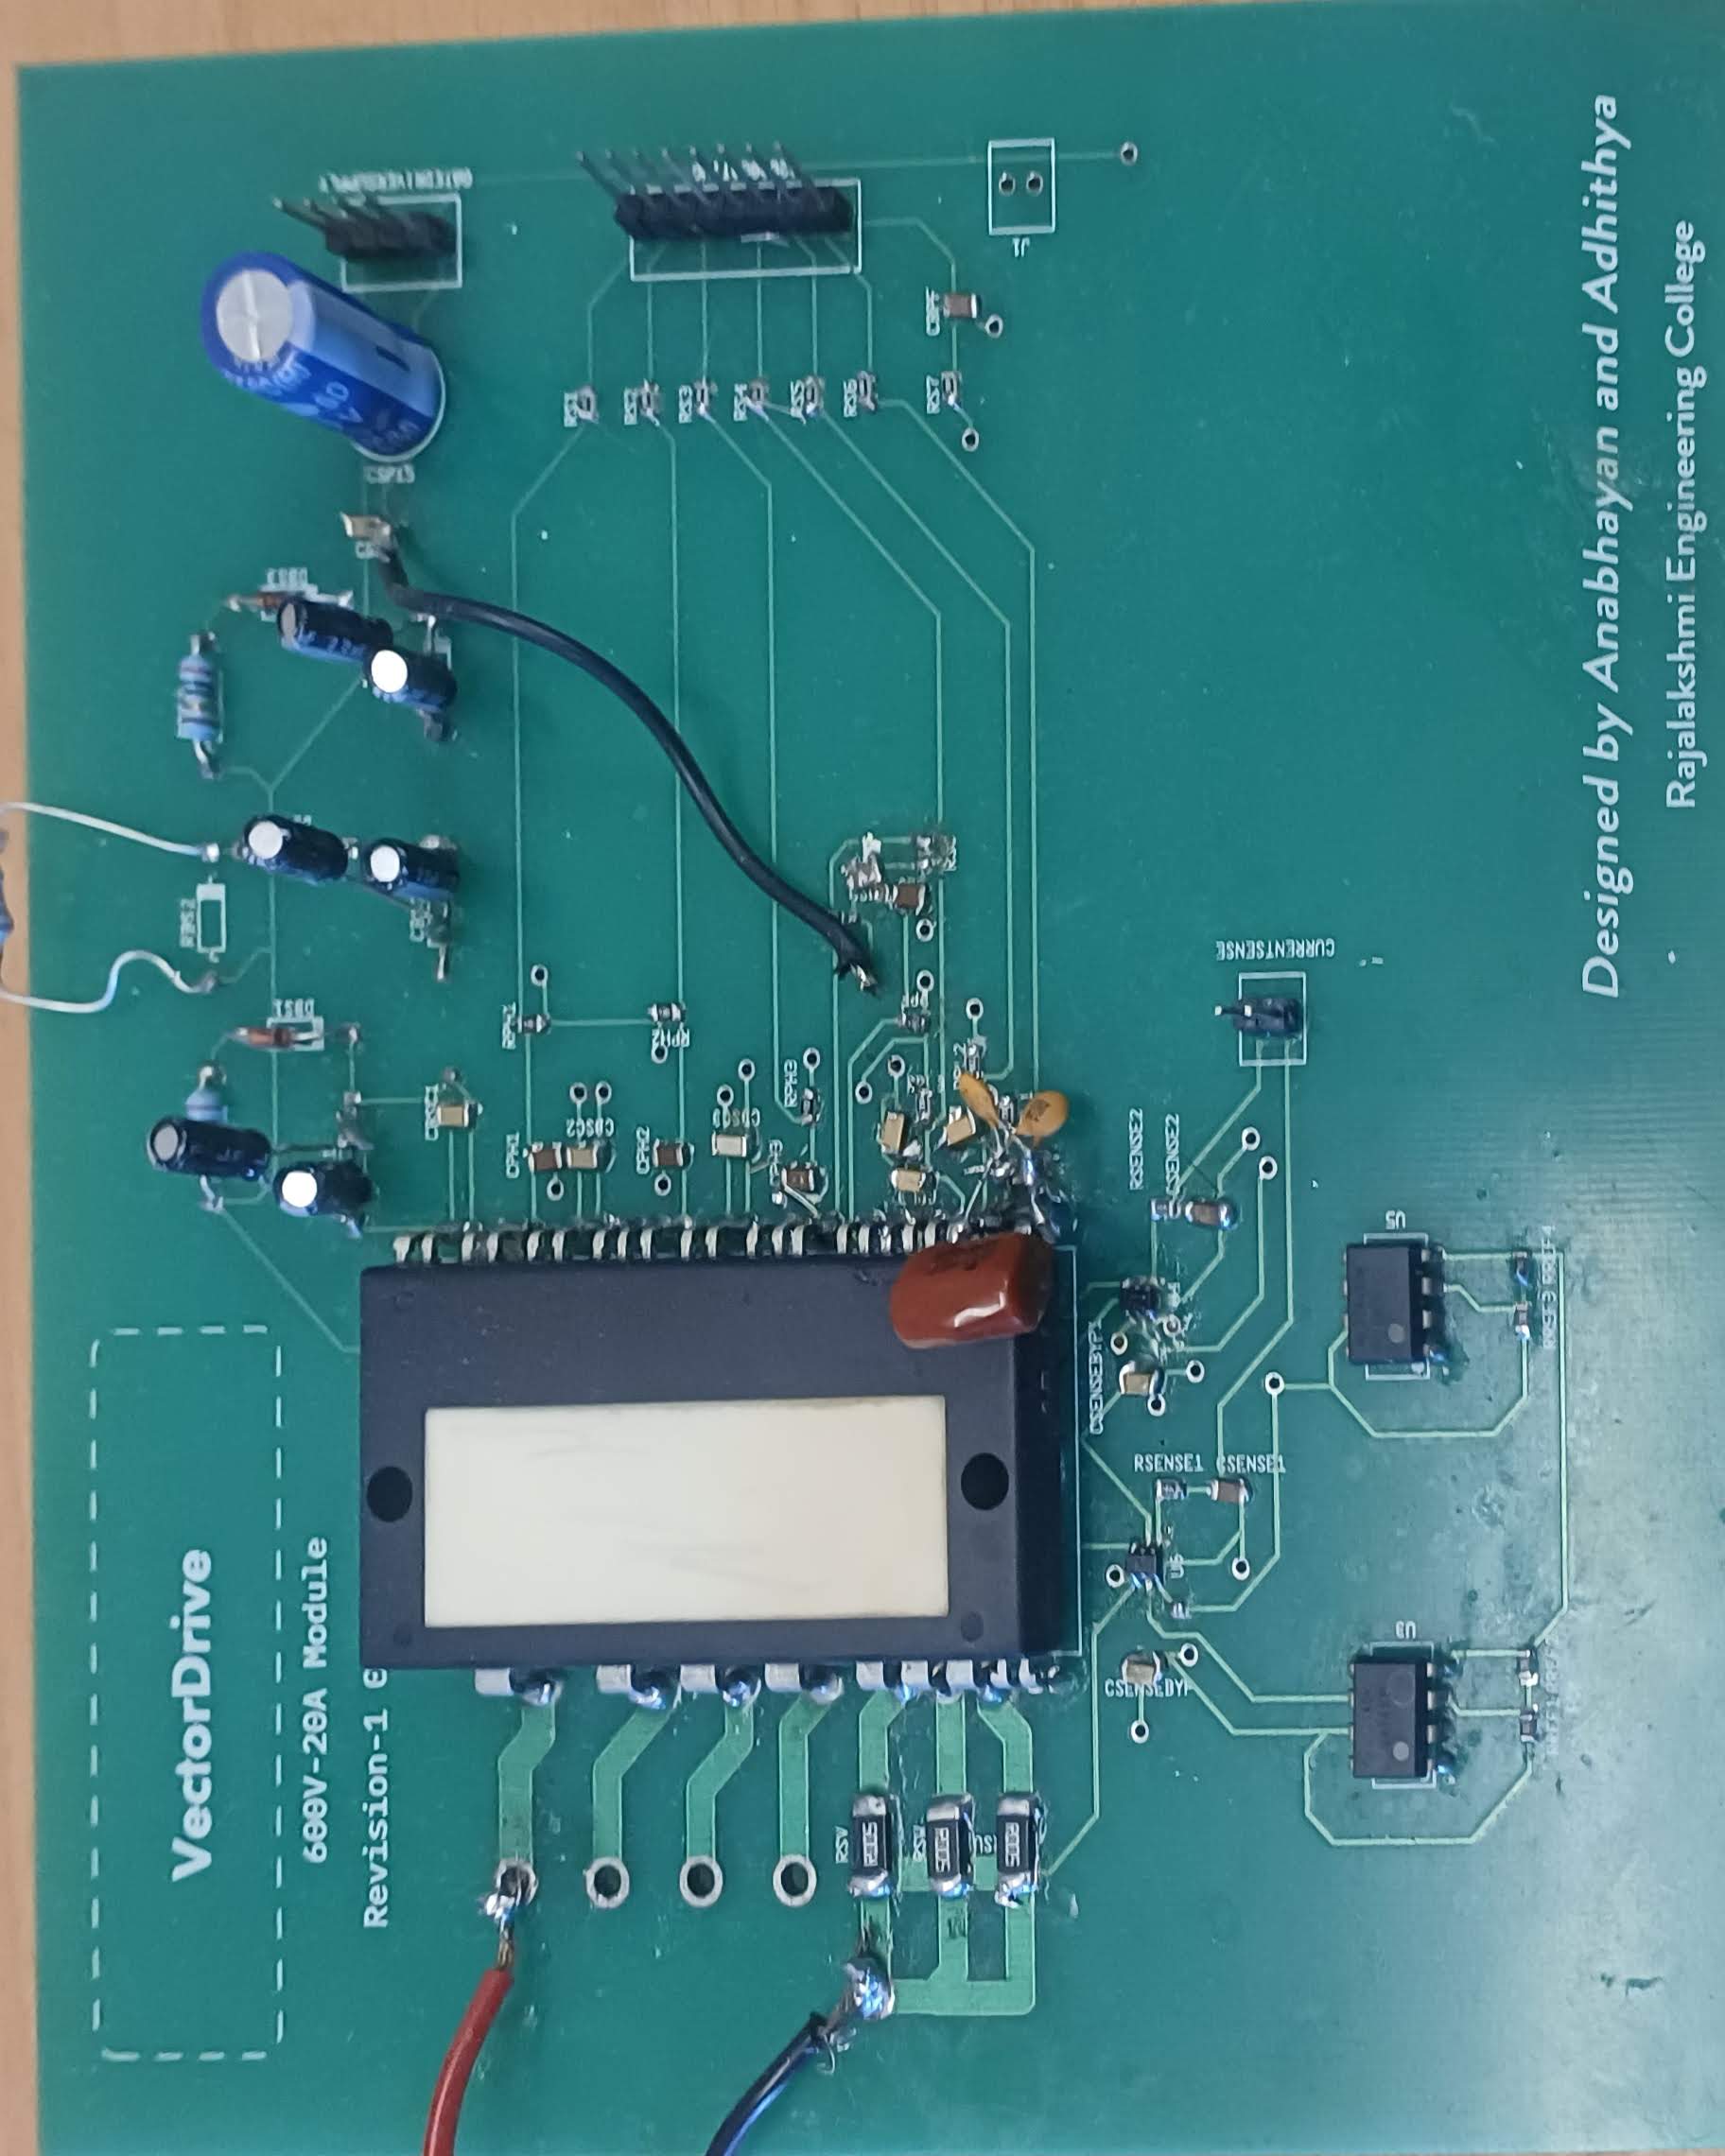 VectorDrive
600V-20A Module
Revision-1
RBS2
DBS1
CBSC1
CPH1
RPH1
CBSC2
CPH2
RPH2
CPH3
RPH3
RS1
RS2
RS3
RS4
RS5
RS6
RS7
CBPF
J1
RSV
R005
RSW
R005
R005
CSENSEBYP1
RSENSE2
CSENSE2
RSENSE1
CSENSE1
U6
CURRENTSENSE
U3
U5
RREF1
RREF2
RREF3
RREF4
Designed by Anabhayan and Adhithya
Rajalakshmi Engineering College